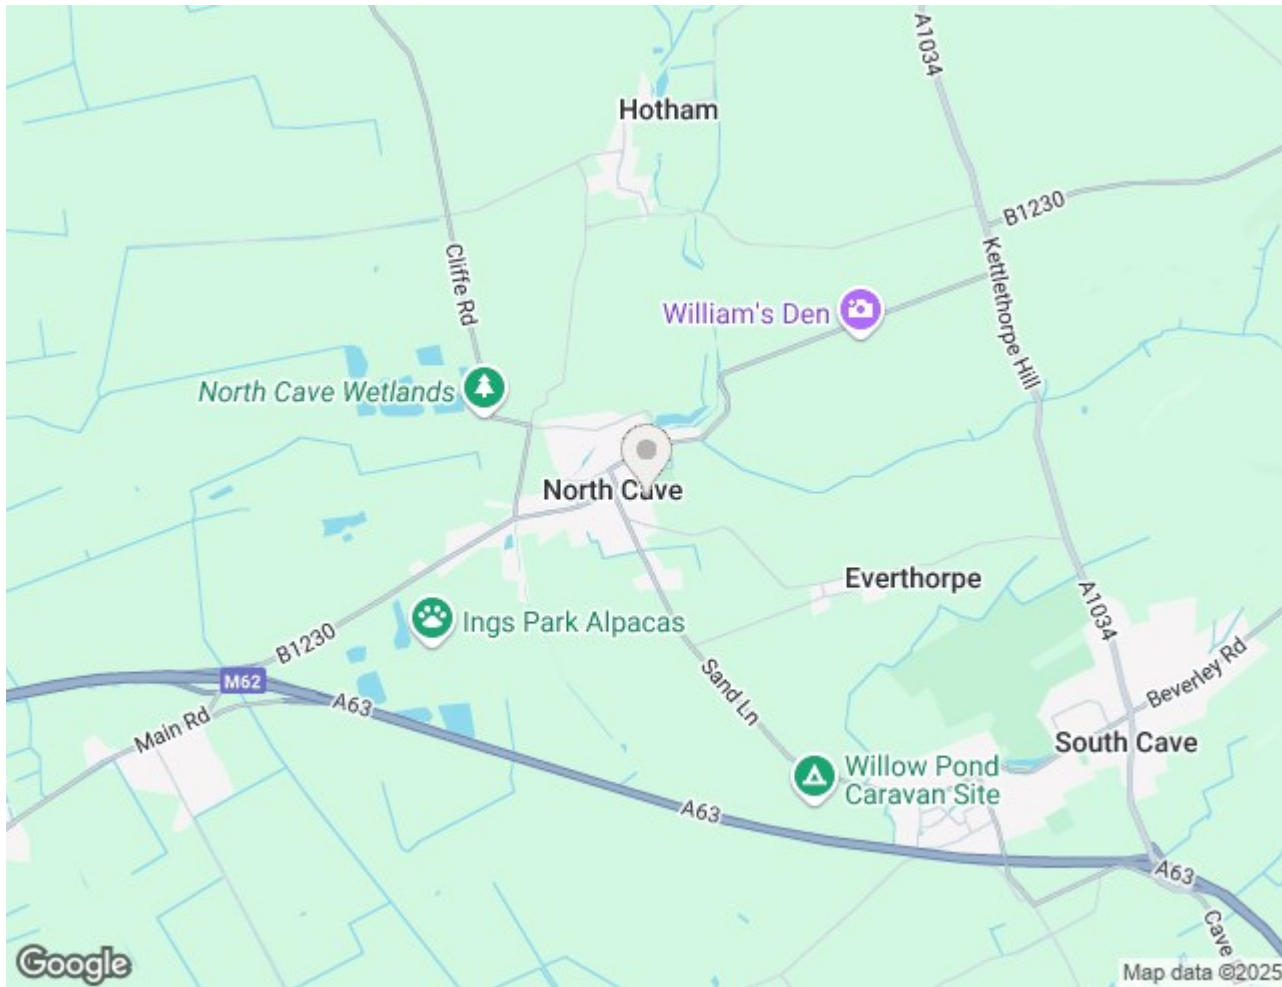 A1034
Hotham
B1230
Cliffe Rd
Kettlethorpe Hill
William's Den
North Cave Wetlands
North Cave
Everthorpe
Ings Park Alpacas
A1034
B1230
Beverley Rd
M62
Sand Ln
A63
Main Rd
South Cave
Willow Pond
Caravan Site
A63
A63
Cave
Google
Map data ©2025